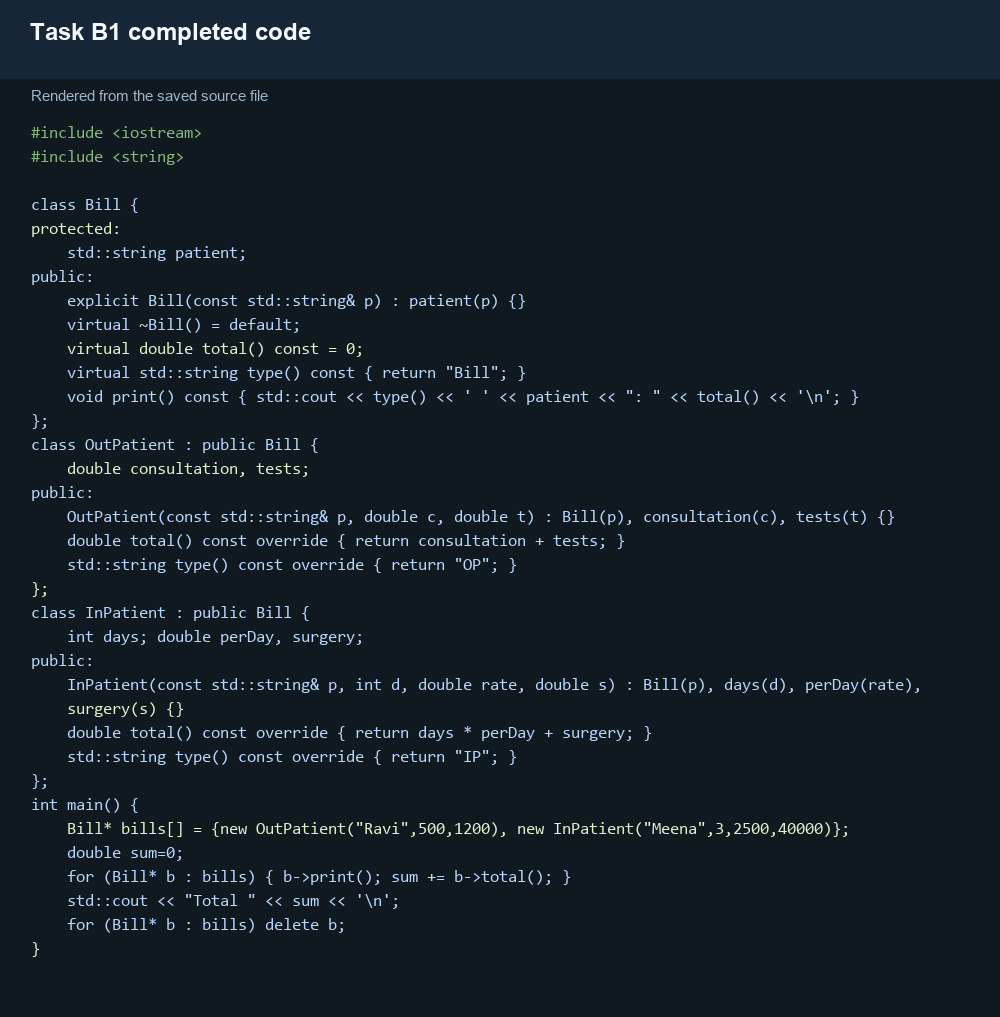 Task B1 completed code
Rendered from the saved source file
#include <iostream>
#include <string>

class Bill {
protected:
    std::string patient;
public:
    explicit Bill(const std::string& p) : patient(p) {}
    virtual ~Bill() = default;
    virtual double total() const = 0;
    virtual std::string type() const { return "Bill"; }
    void print() const { std::cout << type() << ' ' << patient << ": " << total() << '\n'; }
};
class OutPatient : public Bill {
    double consultation, tests;
public:
    OutPatient(const std::string& p, double c, double t) : Bill(p), consultation(c), tests(t) {}
    double total() const override { return consultation + tests; }
    std::string type() const override { return "OP"; }
};
class InPatient : public Bill {
    int days; double perDay, surgery;
public:
    InPatient(const std::string& p, int d, double rate, double s) : Bill(p), days(d), perDay(rate),
    surgery(s) {}
    double total() const override { return days * perDay + surgery; }
    std::string type() const override { return "IP"; }
};
int main() {
    Bill* bills[] = {new OutPatient("Ravi",500,1200), new InPatient("Meena",3,2500,40000)};
    double sum=0;
    for (Bill* b : bills) { b->print(); sum += b->total(); }
    std::cout << "Total " << sum << '\n';
    for (Bill* b : bills) delete b;
}